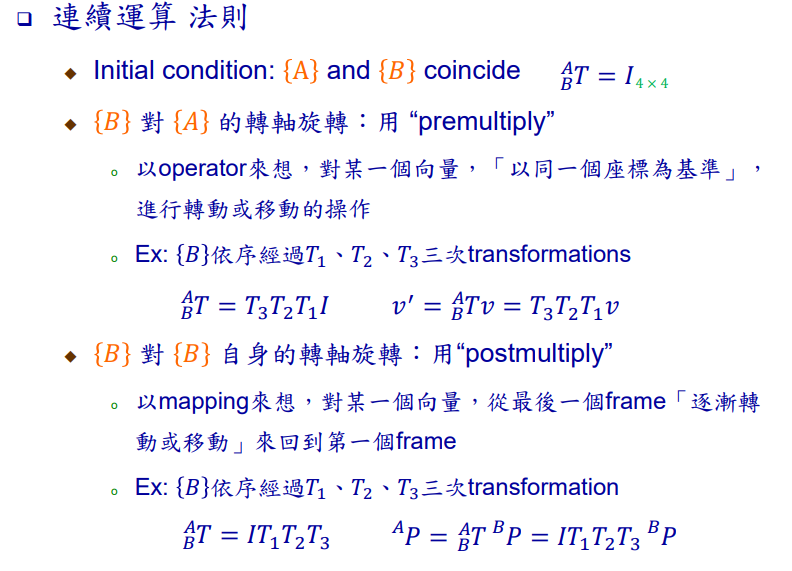 ❑ 連續運算 法則
◆ Initial condition: {A} and {B} coincide $^A_BT = I_{4×4}$
◆ {B} 對 {A} 的轉軸旋轉：用 “premultiply”
○ 以operator來想，對某一個向量，「以同一個座標為基準」，
進行轉動或移動的操作
○ Ex: {B}依序經過$T_1$、$T_2$、$T_3$三次transformations
$^A_BT = T_3T_2T_1I$ $v' = {^A_BT}v = T_3T_2T_1v$
◆ {B} 對 {B} 自身的轉軸旋轉：用“postmultiply”
○ 以mapping來想，對某一個向量，從最後一個frame「逐漸轉
動或移動」來回到第一個frame
○ Ex: {B}依序經過$T_1$、$T_2$、$T_3$三次transformation
$^A_BT = IT_1T_2T_3$ $^AP = {^A_BT}\,{^BP} = IT_1T_2T_3\,{^BP}$